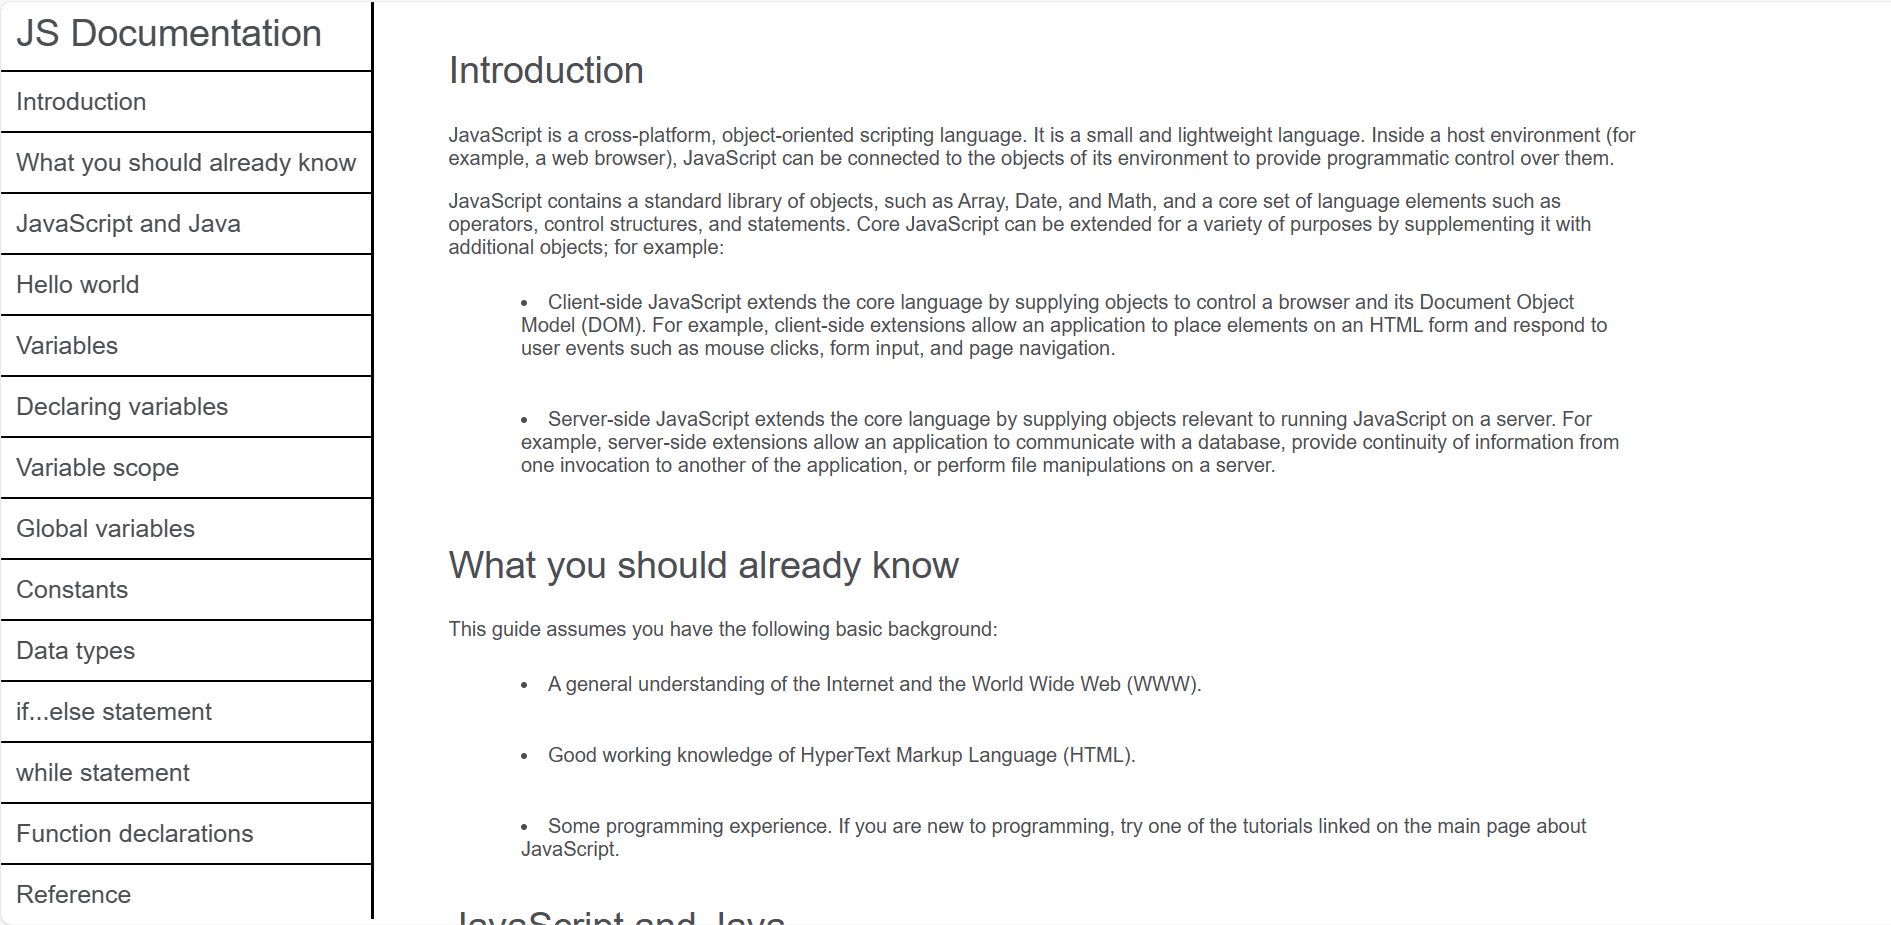 JS Documentation
Introduction
What you should already know
JavaScript and Java
Hello world
Variables
Declaring variables
Variable scope
Global variables
Constants
Data types
if...else statement
while statement
Function declarations
Reference
Introduction
JavaScript is a cross-platform, object-oriented scripting language. It is a small and lightweight language. Inside a host environment (for
example, a web browser), JavaScript can be connected to the objects of its environment to provide programmatic control over them.
JavaScript contains a standard library of objects, such as Array, Date, and Math, and a core set of language elements such as
operators, control structures, and statements. Core JavaScript can be extended for a variety of purposes by supplementing it with
additional objects; for example:
• Client-side JavaScript extends the core language by supplying objects to control a browser and its Document Object
Model (DOM). For example, client-side extensions allow an application to place elements on an HTML form and respond to
user events such as mouse clicks, form input, and page navigation.
• Server-side JavaScript extends the core language by supplying objects relevant to running JavaScript on a server. For
example, server-side extensions allow an application to communicate with a database, provide continuity of information from
one invocation to another of the application, or perform file manipulations on a server.
What you should already know
This guide assumes you have the following basic background:
• A general understanding of the Internet and the World Wide Web (WWW).
• Good working knowledge of HyperText Markup Language (HTML).
• Some programming experience. If you are new to programming, try one of the tutorials linked on the main page about
JavaScript.
JavaScript and Java